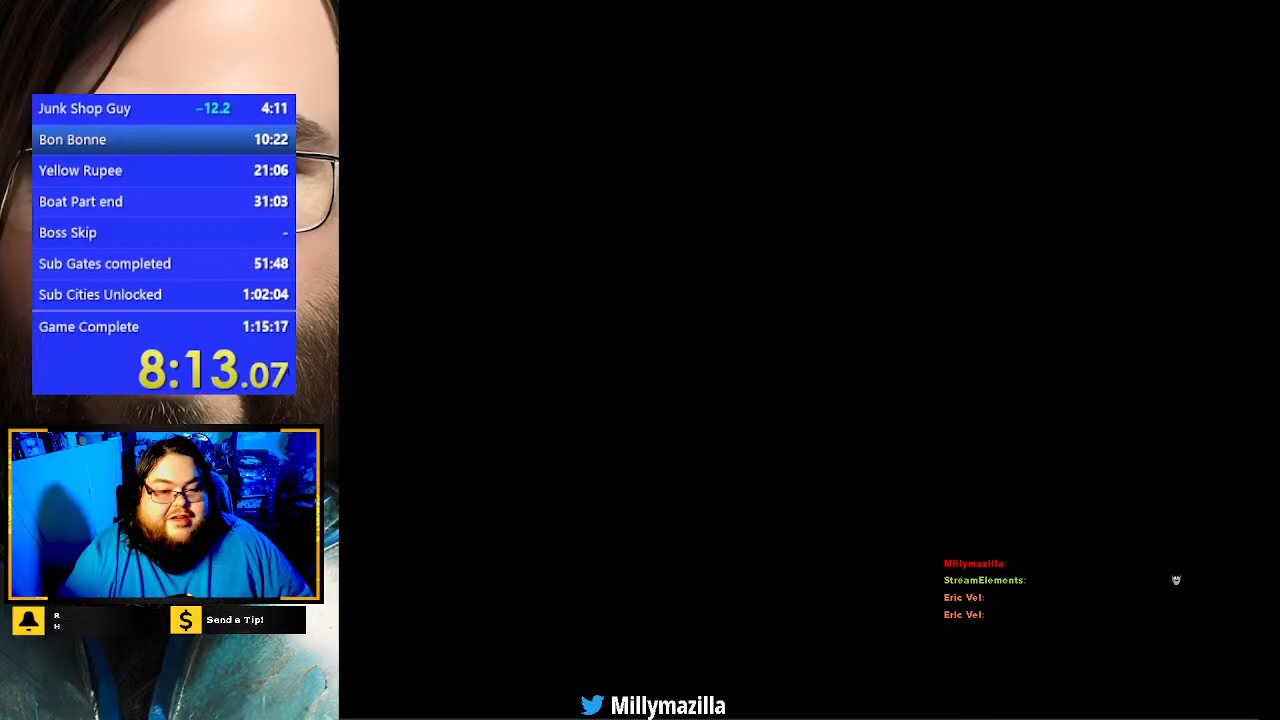 Junk Shop Guy −12.2 4:11
Bon Bonne 10:22
Yellow Rupee 21:06
Boat Part end 31:03
Boss Skip -
Sub Gates completed 51:48
Sub Cities Unlocked 1:02:04
Game Complete 1:15:17
8:13.07
R
H
$ Send a Tip!
Millymazilla:
StreamElements:
Eric Vel:
Eric Vel:
Millymazilla